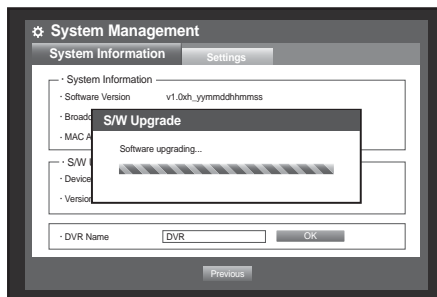 System Management
System Information
Settings
· System Information
· Software Version v1.0xh_yymmddhhmmss
· Broadc
· MAC A
S/W Upgrade
Software upgrading...
· S/W U
· Device
· Version
· DVR Name DVR OK
Previous